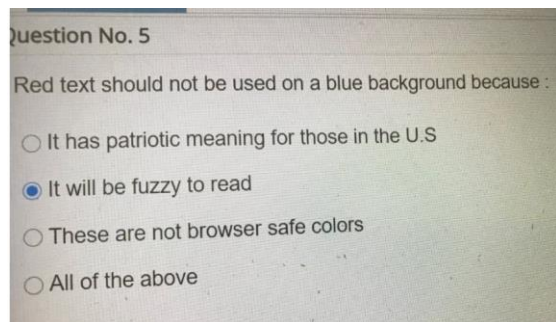 Question No. 5
Red text should not be used on a blue background because :
It has patriotic meaning for those in the U.S
It will be fuzzy to read
These are not browser safe colors
All of the above